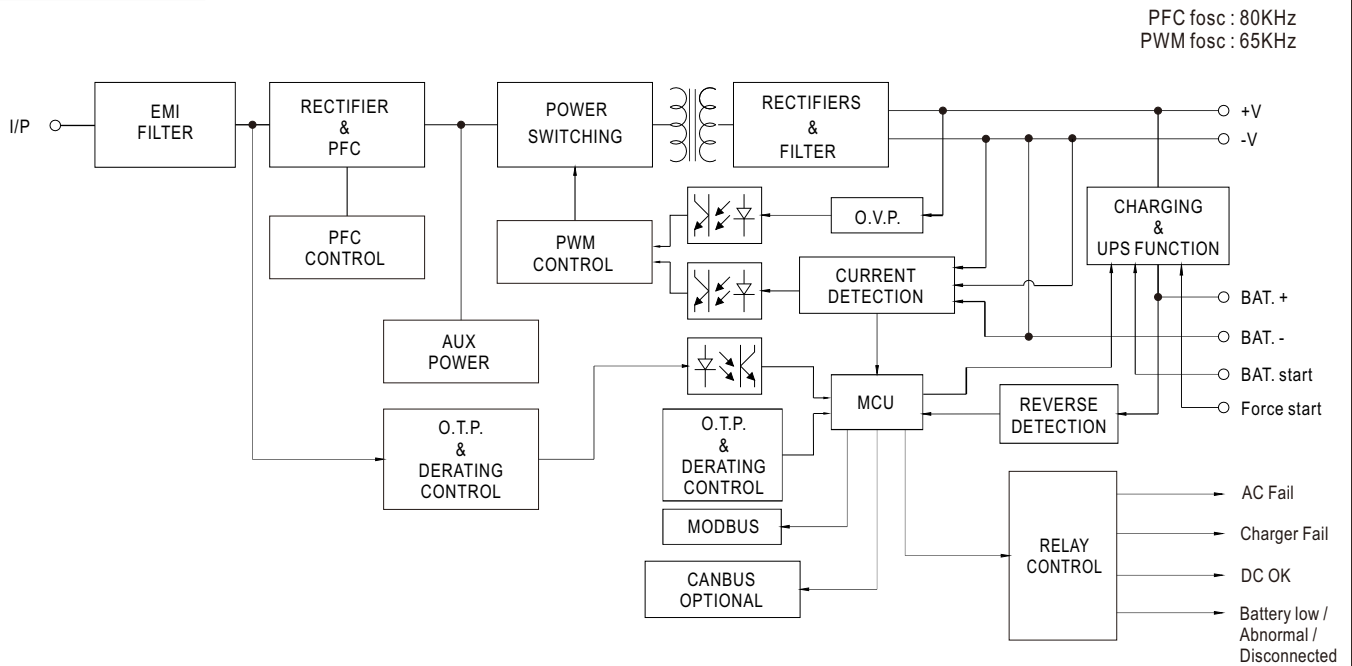 PFC fosc : 80KHz
PWM fosc : 65KHz
I/P
EMI
FILTER
RECTIFIER
&
PFC
POWER
SWITCHING
RECTIFIERS
&
FILTER
+V
-V
PFC
CONTROL
PWM
CONTROL
O.V.P.
CHARGING
&
UPS FUNCTION
CURRENT
DETECTION
BAT. +
BAT. -
BAT. start
Force start
AUX
POWER
MCU
REVERSE
DETECTION
O.T.P.
&
DERATING
CONTROL
O.T.P.
&
DERATING
CONTROL
MODBUS
CANBUS
OPTIONAL
RELAY
CONTROL
AC Fail
Charger Fail
DC OK
Battery low /
Abnormal /
Disconnected